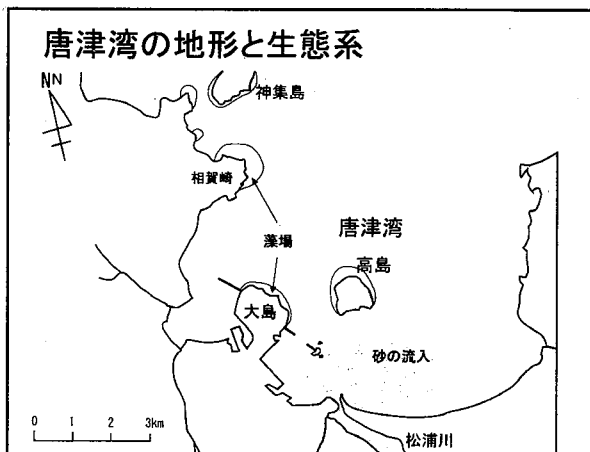 唐津湾の地形と生態系
NN
神集島
相賀崎
藻場
唐津湾
高島
大島
砂の流入
0 1 2 3km
松浦川